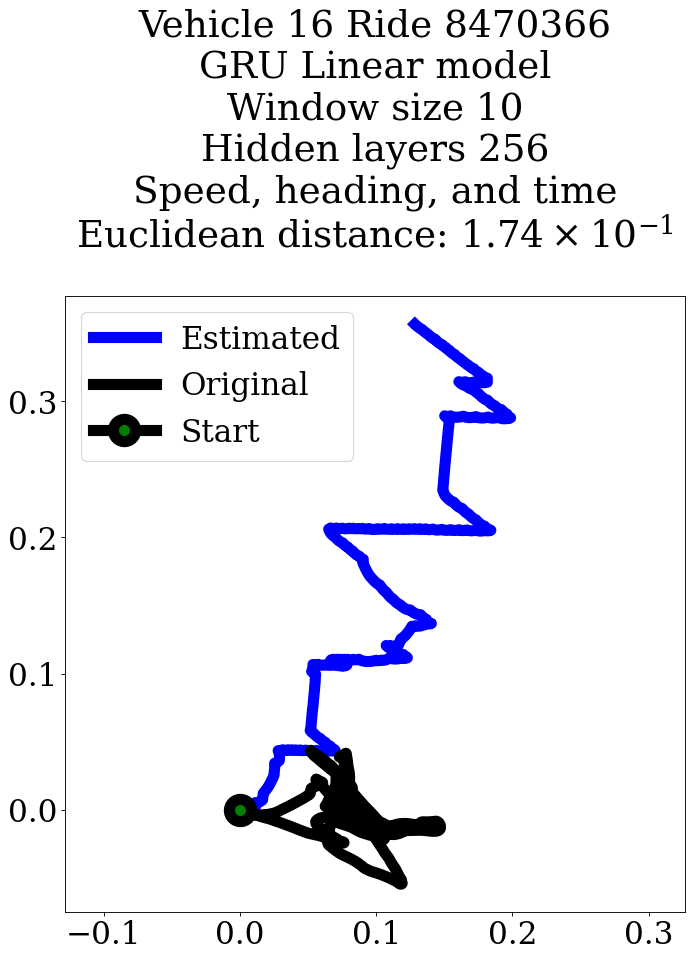 Vehicle 16 Ride 8470366
GRU Linear model
Window size 10
Hidden layers 256
Speed, heading, and time
Euclidean distance: 1.74 × 10⁻¹
Estimated
Original
Start
0.3
0.2
0.1
0.0
−0.1 0.0 0.1 0.2 0.3